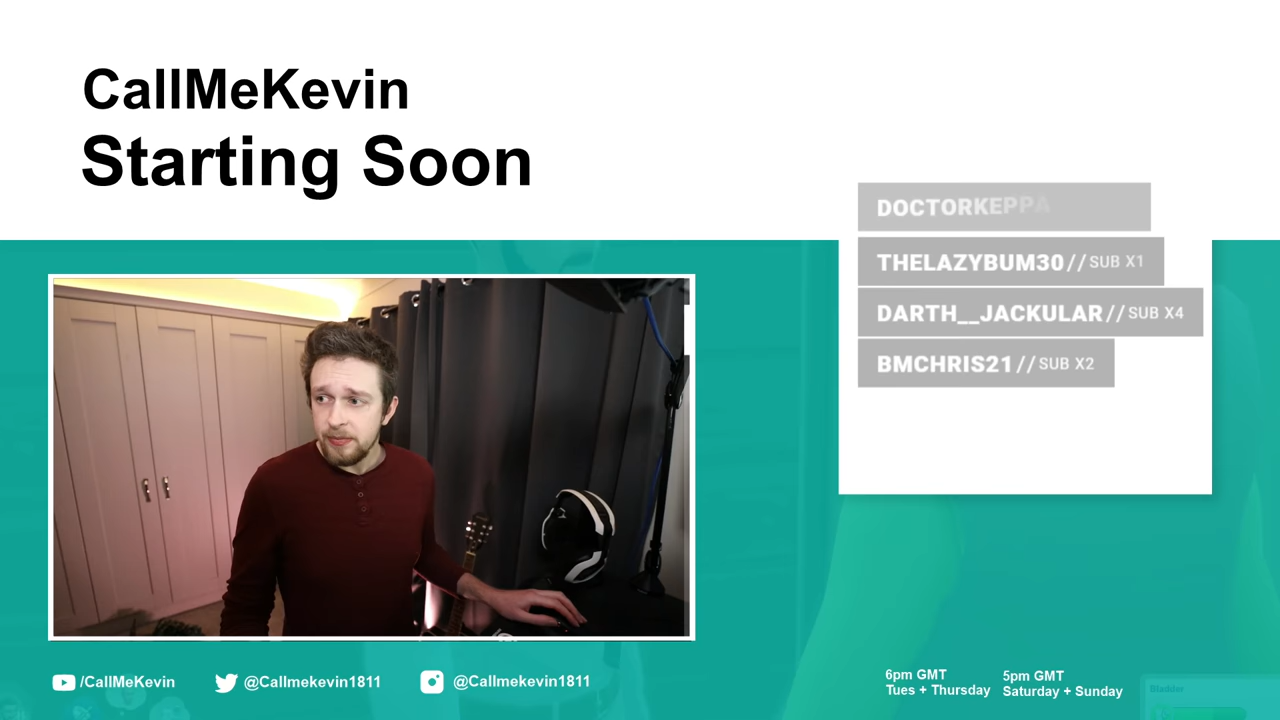 CallMeKevin
Starting Soon
DOCTORKEPPA
THELAZYBUM30 // SUB X1
DARTH__JACKULAR // SUB X4
BMCHRIS21 // SUB X2
/CallMeKevin
@Callmekevin1811
@Callmekevin1811
6pm GMT
Tues + Thursday
5pm GMT
Saturday + Sunday
Bladder